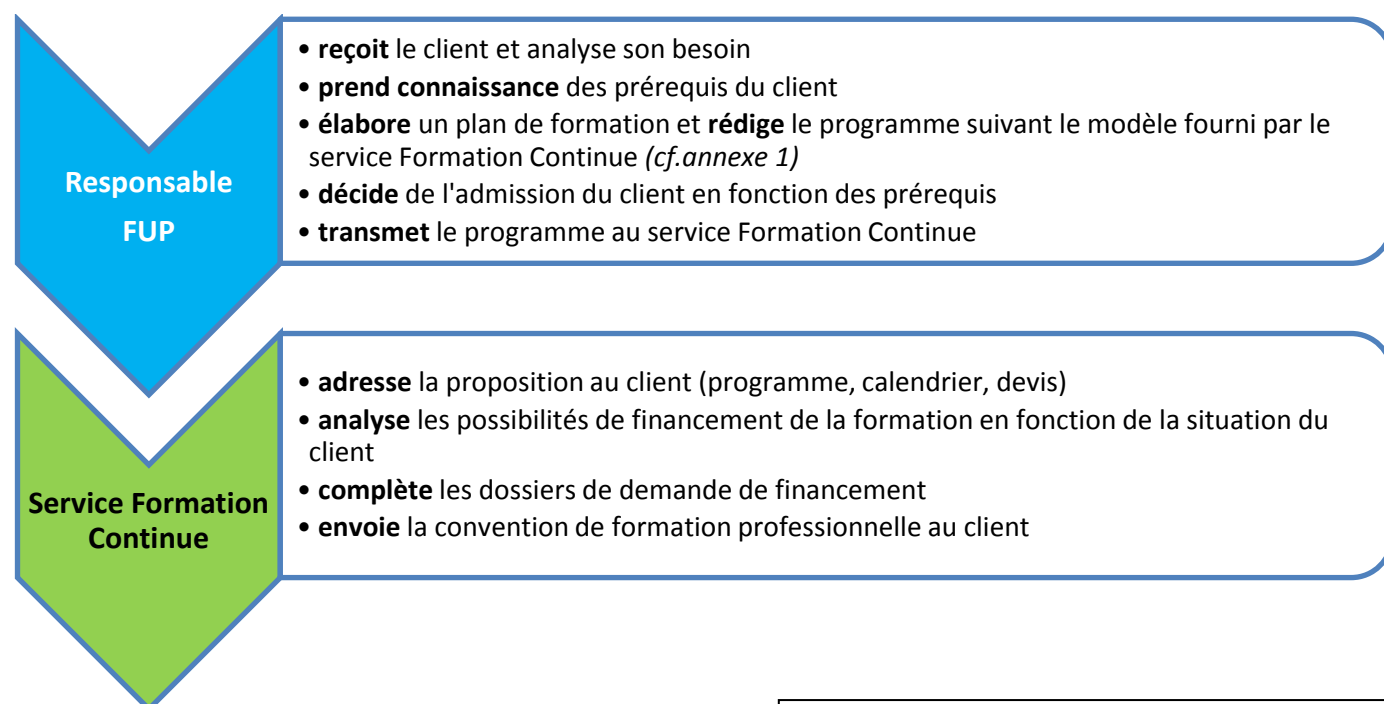 Responsable
FUP
• reçoit le client et analyse son besoin
• prend connaissance des prérequis du client
• élabore un plan de formation et rédige le programme suivant le modèle fourni par le
service Formation Continue (cf.annexe 1)
• décide de l'admission du client en fonction des prérequis
• transmet le programme au service Formation Continue
Service Formation
Continue
• adresse la proposition au client (programme, calendrier, devis)
• analyse les possibilités de financement de la formation en fonction de la situation du
client
• complète les dossiers de demande de financement
• envoie la convention de formation professionnelle au client